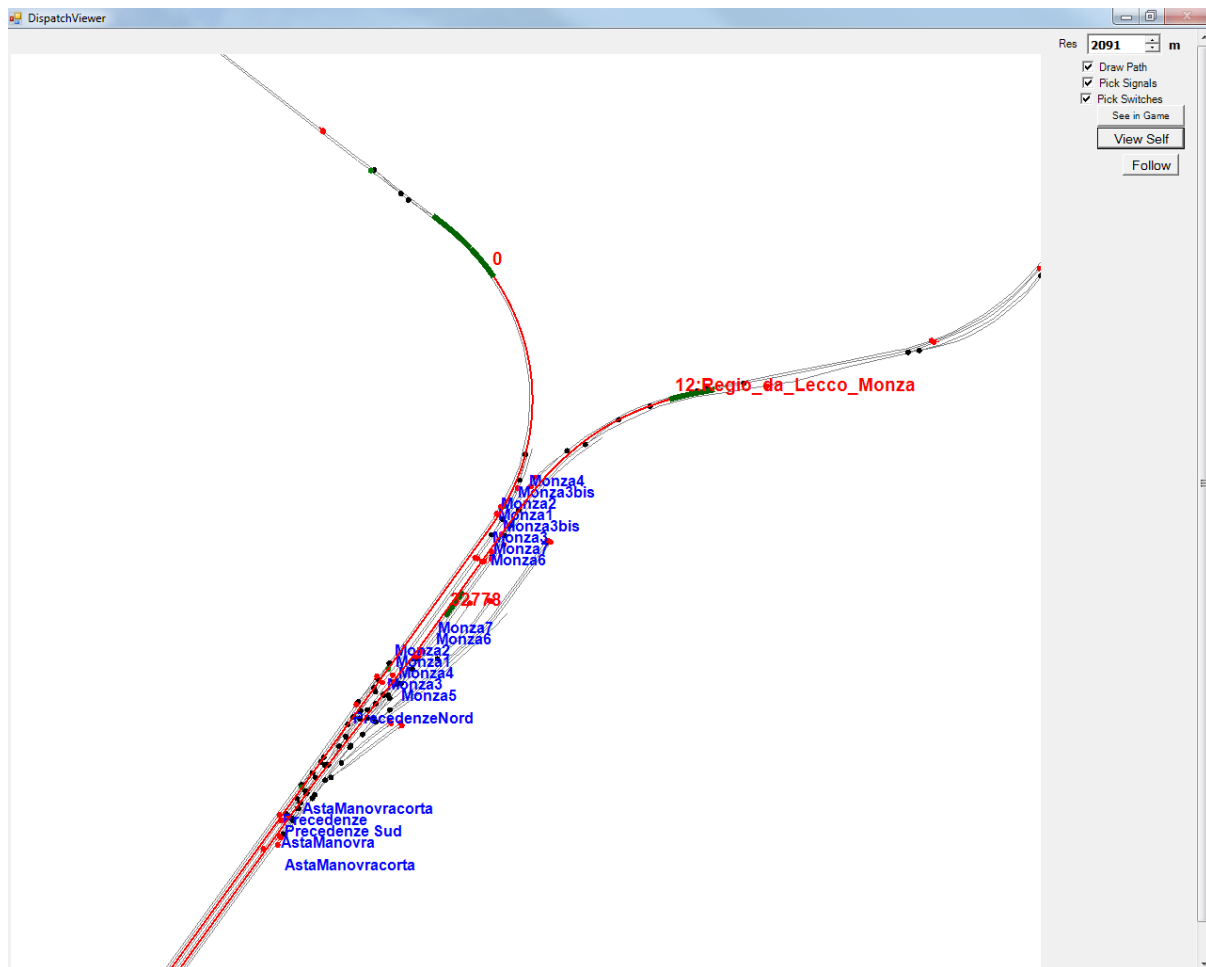 DispatchViewer
Res 2091 m
Draw Path
Pick Signals
Pick Switches
See in Game
View Self
Follow
0
12:Regio_da_Lecco_Monza
Monza4
Monza3bis
Monza2
Monza1
Monza3bis
Monza3
Monza7
Monza6
32778
Monza7
Monza6
Monza2
Monza1
Monza4
Monza3
Monza5
PrecedenzeNord
AstaManovracorta
Precedenze
Precedenze Sud
AstaManovra
AstaManovracorta